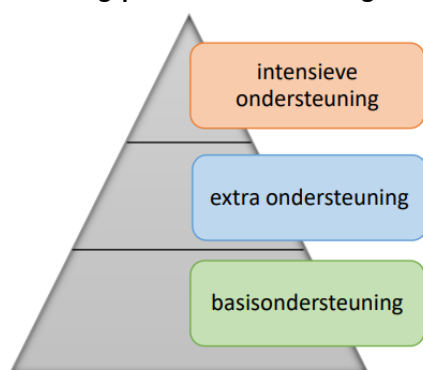 intensieve
ondersteuning
extra ondersteuning
basisondersteuning